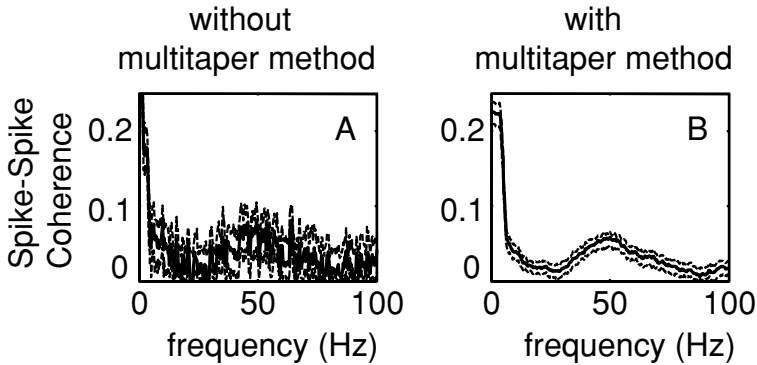 without
multitaper method
with
multitaper method
Spike-Spike
Coherence
0.2
0.1
0
A
0 50 100
frequency (Hz)
0.2
0.1
0
B
0 50 100
frequency (Hz)